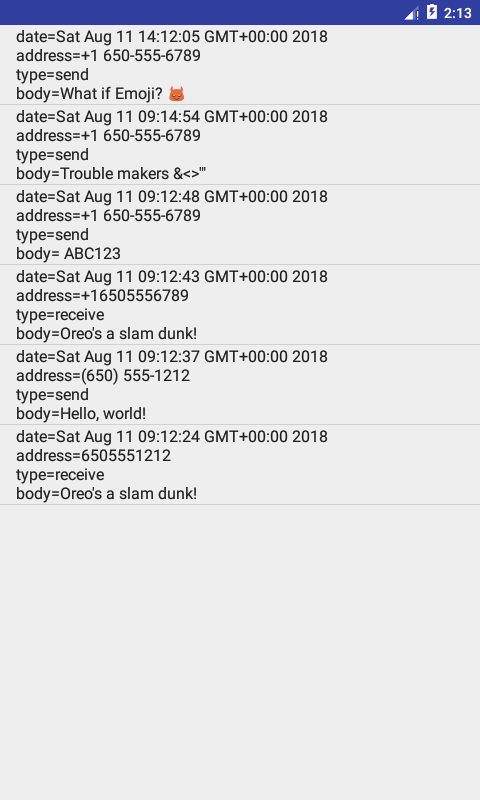 2:13
date=Sat Aug 11 14:12:05 GMT+00:00 2018
address=+1 650-555-6789
type=send
body=What if Emoji? 👹
date=Sat Aug 11 09:14:54 GMT+00:00 2018
address=+1 650-555-6789
type=send
body=Trouble makers &<>"'
date=Sat Aug 11 09:12:48 GMT+00:00 2018
address=+1 650-555-6789
type=send
body= ABC123
date=Sat Aug 11 09:12:43 GMT+00:00 2018
address=+16505556789
type=receive
body=Oreo's a slam dunk!
date=Sat Aug 11 09:12:37 GMT+00:00 2018
address=(650) 555-1212
type=send
body=Hello, world!
date=Sat Aug 11 09:12:24 GMT+00:00 2018
address=6505551212
type=receive
body=Oreo's a slam dunk!